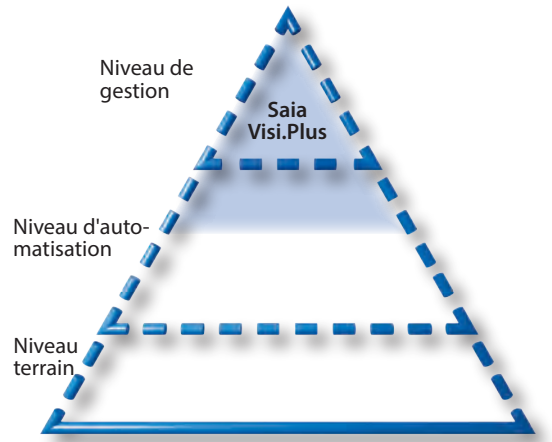 Niveau de
gestion
Saia
Visi.Plus
Niveau d'auto-
matisation
Niveau
terrain